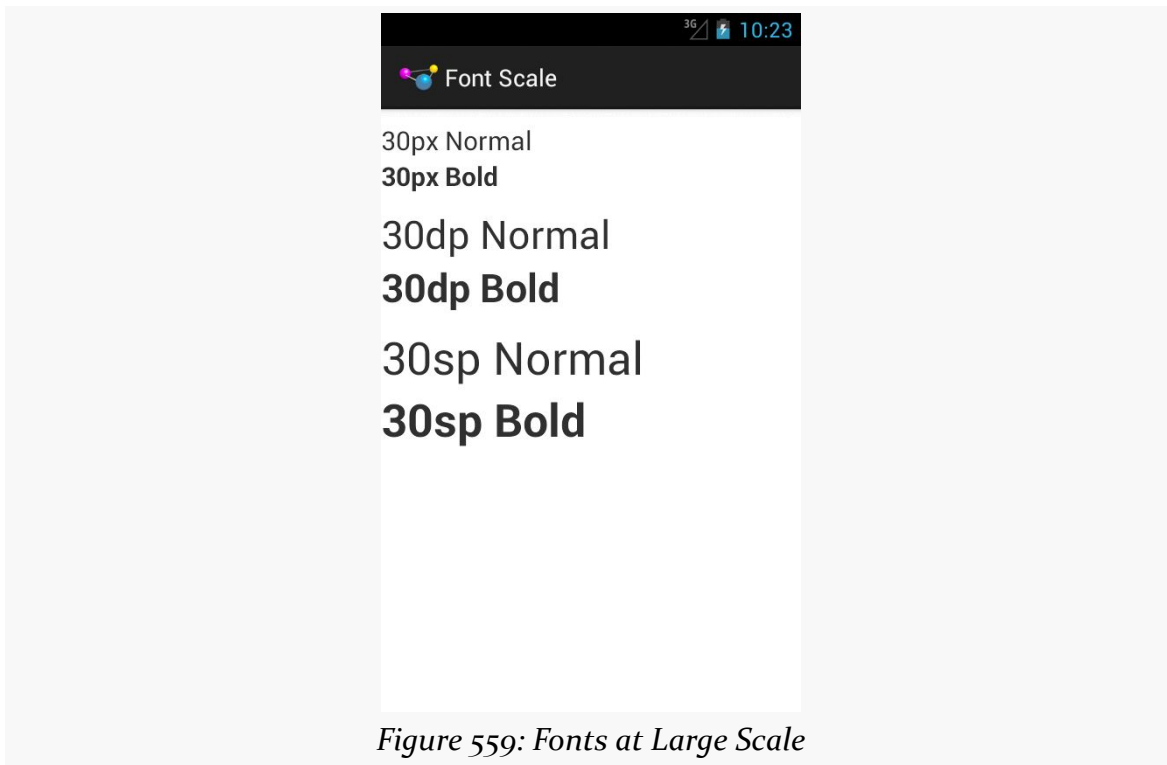 3G 10:23
Font Scale
30px Normal
30px Bold
30dp Normal
30dp Bold
30sp Normal
30sp Bold
Figure 559: Fonts at Large Scale